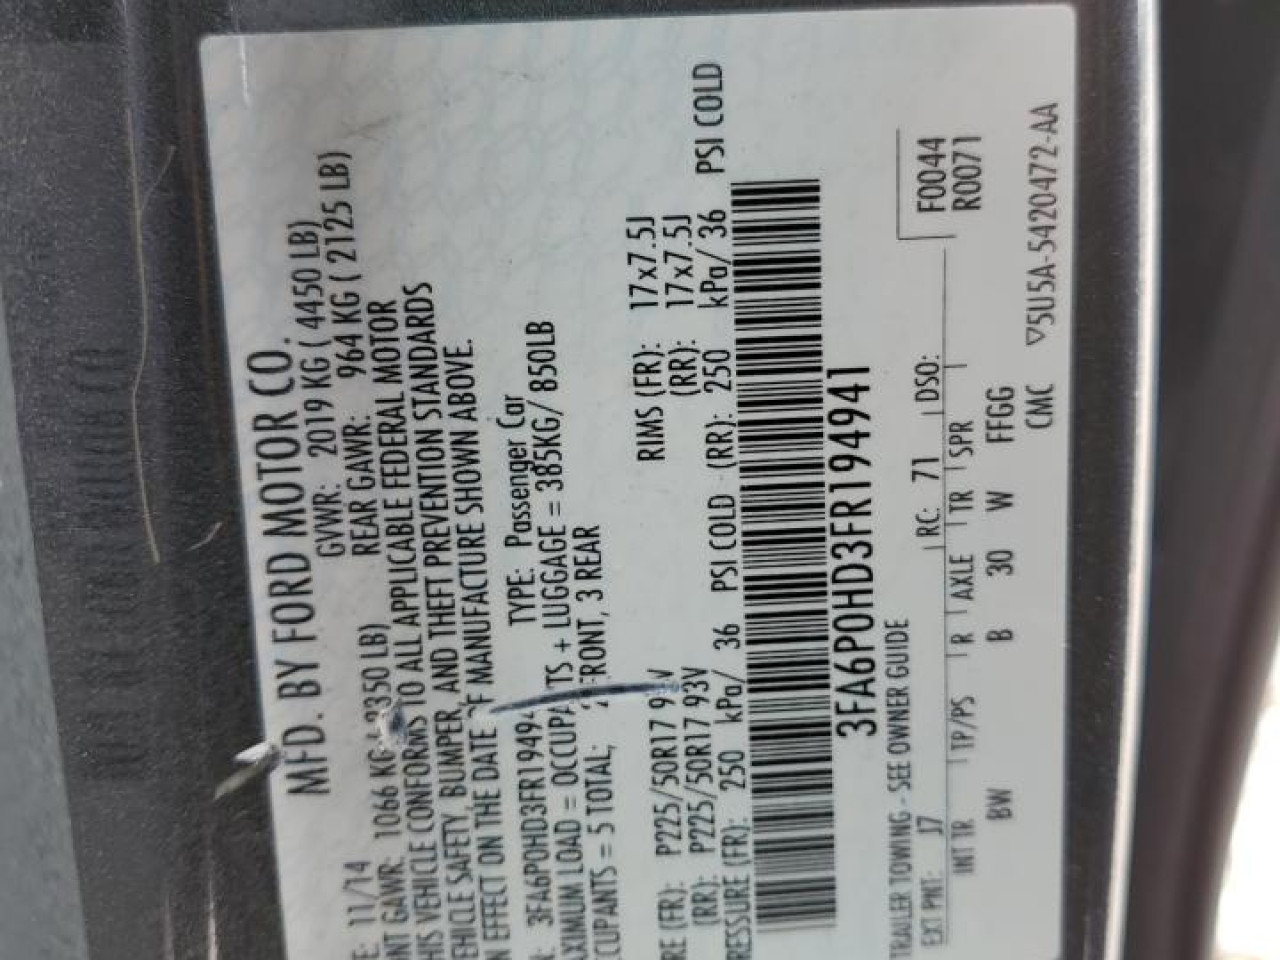 MFD. BY FORD MOTOR CO.
11/14 GVWR: 2019 KG ( 4450 LB)
GAWR: 1066 KG 2350 LB) REAR GAWR: 964 KG ( 2125 LB)
VEHICLE CONFORMS TO ALL APPLICABLE FEDERAL MOTOR
SAFETY, BUMPER, AND THEFT PREVENTION STANDARDS
EFFECT ON THE DATE OF MANUFACTURE SHOWN ABOVE.
3FA6P0HD3FR1949 TYPE: Passenger Car
LOAD = OCCUPANTS + LUGGAGE = 385KG/ 850LB
= 5 TOTAL; FRONT, 3 REAR
RIMS (FR): 17x7.5J
(FR): P225/50R17 93V
(RR): P225/50R17 93V (RR): 17x7.5J
(FR): 250 kPa/ 36 PSI COLD (RR): 250 kPa/ 36 PSI COLD
3FA6P0HD3FR194941
TRAILER TOWING - SEE OWNER GUIDE
F0044
R0071
EXT PNT: J7 RC: 71 DSO:
INT TR TP/PS R AXLE TR SPR
BW B 30 W FFGG
CMC ▽5U5A-5420472-AA